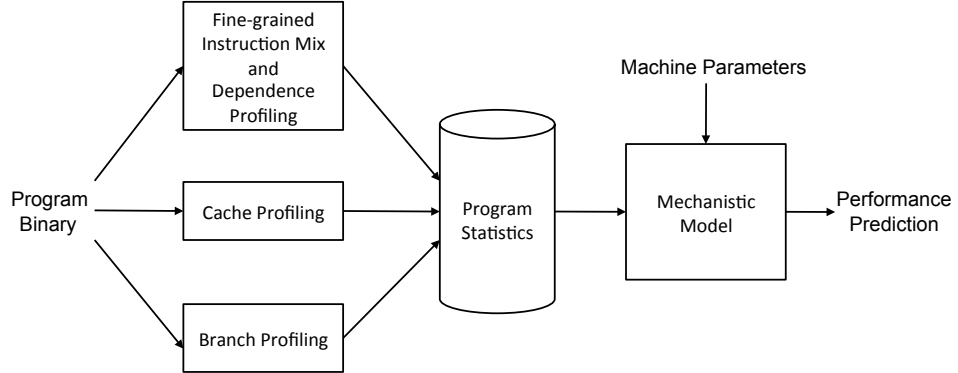 Fine-grained
Instruction Mix
and
Dependence
Profiling
Machine Parameters
Program
Binary
Cache Profiling
Program
Statistics
Mechanistic
Model
Performance
Prediction
Branch Profiling